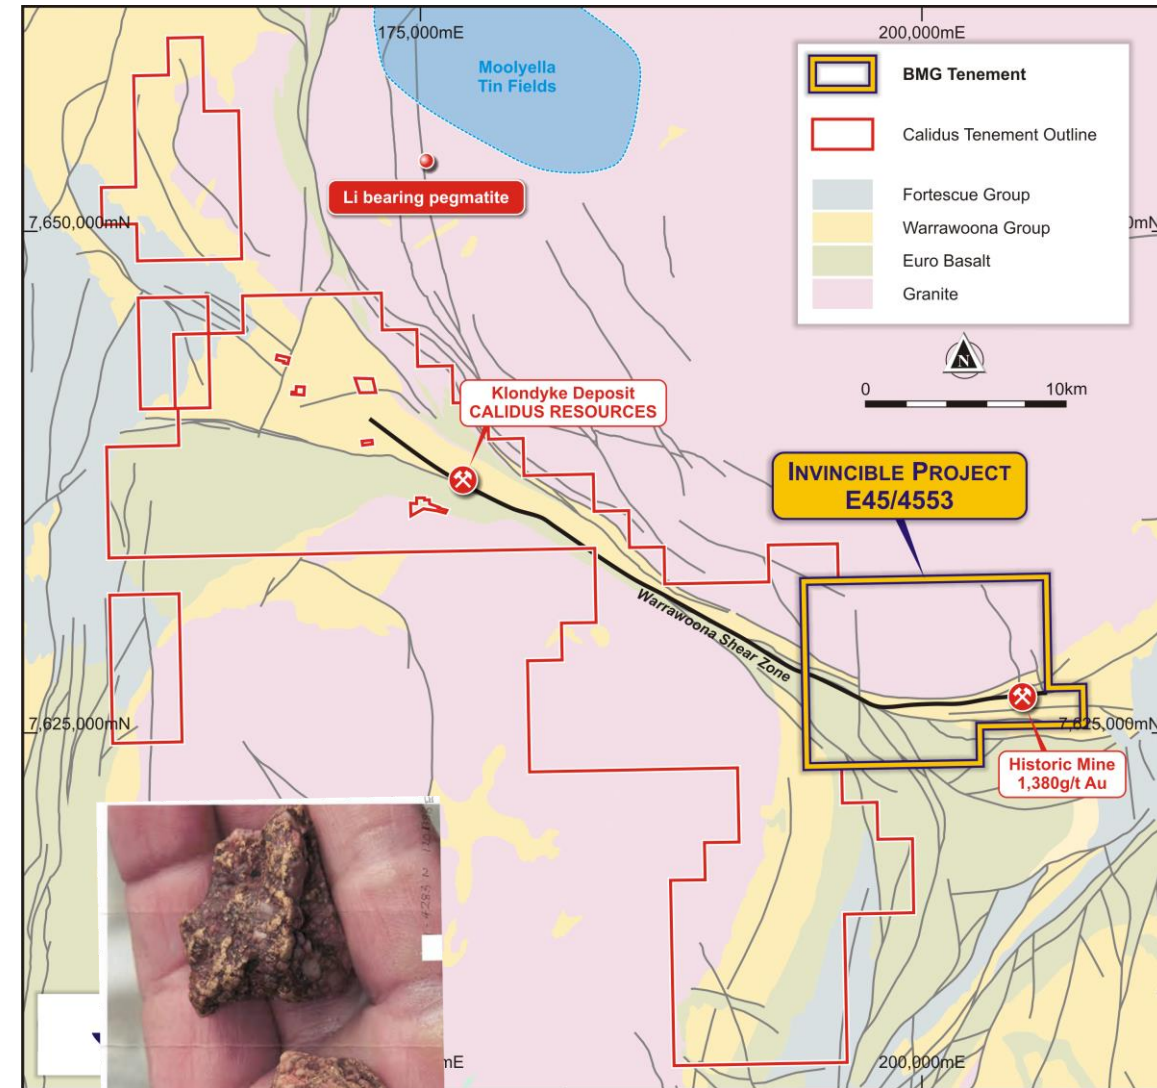 175,000mE
200,000mE
Moolyella
Tin Fields
BMG Tenement
Calidus Tenement Outline
Li bearing pegmatite
Fortescue Group
7,650,000mN
mN
Warrawoona Group
Euro Basalt
Granite
N
0
10km
Klondyke Deposit
CALIDUS RESOURCES
INVINCIBLE PROJECT
E45/4553
Warrawoona Shear Zone
7,625,000mN
7,625,000mN
Historic Mine
1,380g/t Au
mE
200,000mE